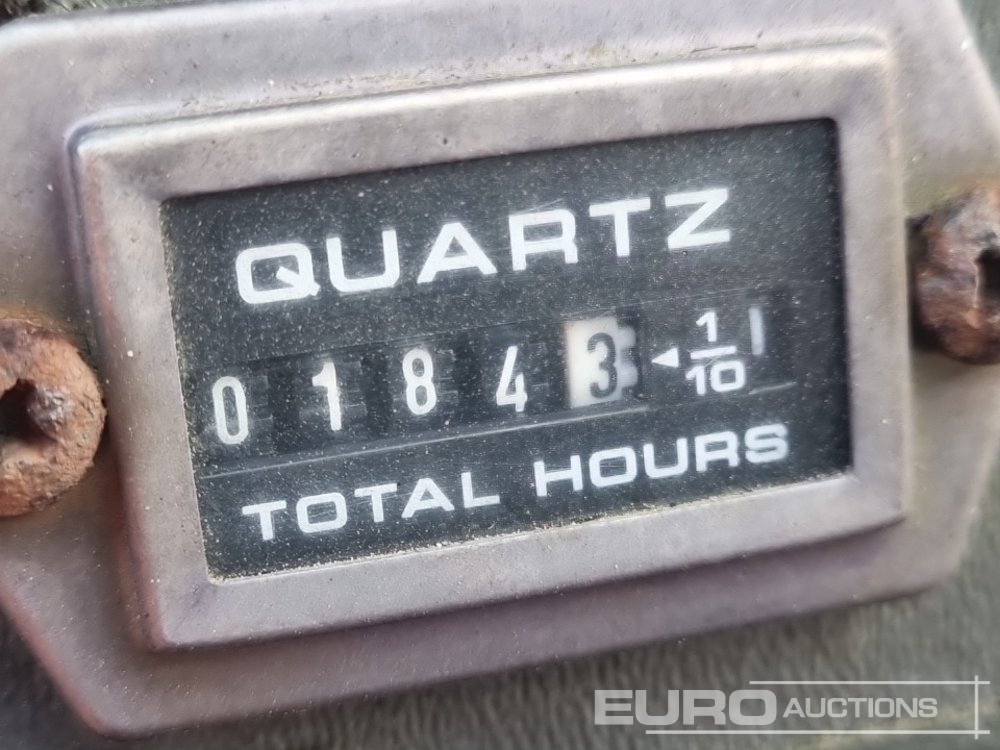 QUARTZ
0 1 8 4 3 ◄ 1/10
TOTAL HOURS
EURO AUCTIONS